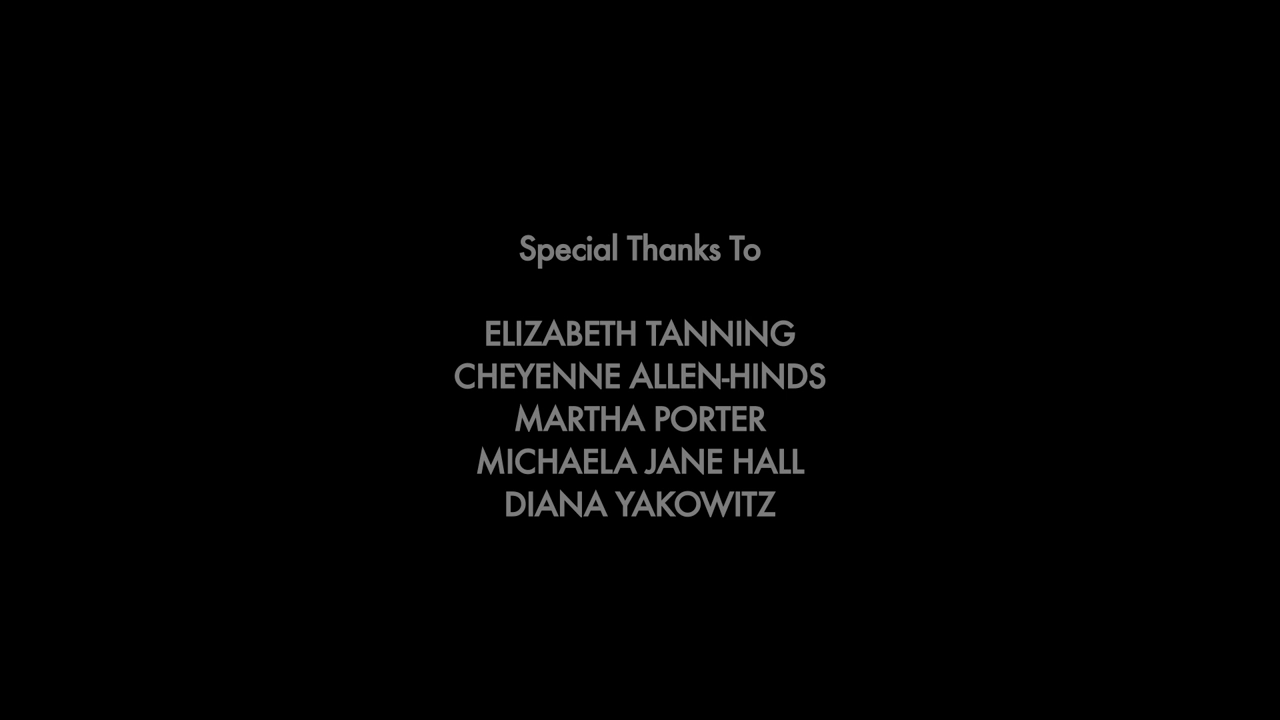 Special Thanks To
ELIZABETH TANNING
CHEYENNE ALLEN-HINDS
MARTHA PORTER
MICHAELA JANE HALL
DIANA YAKOWITZ